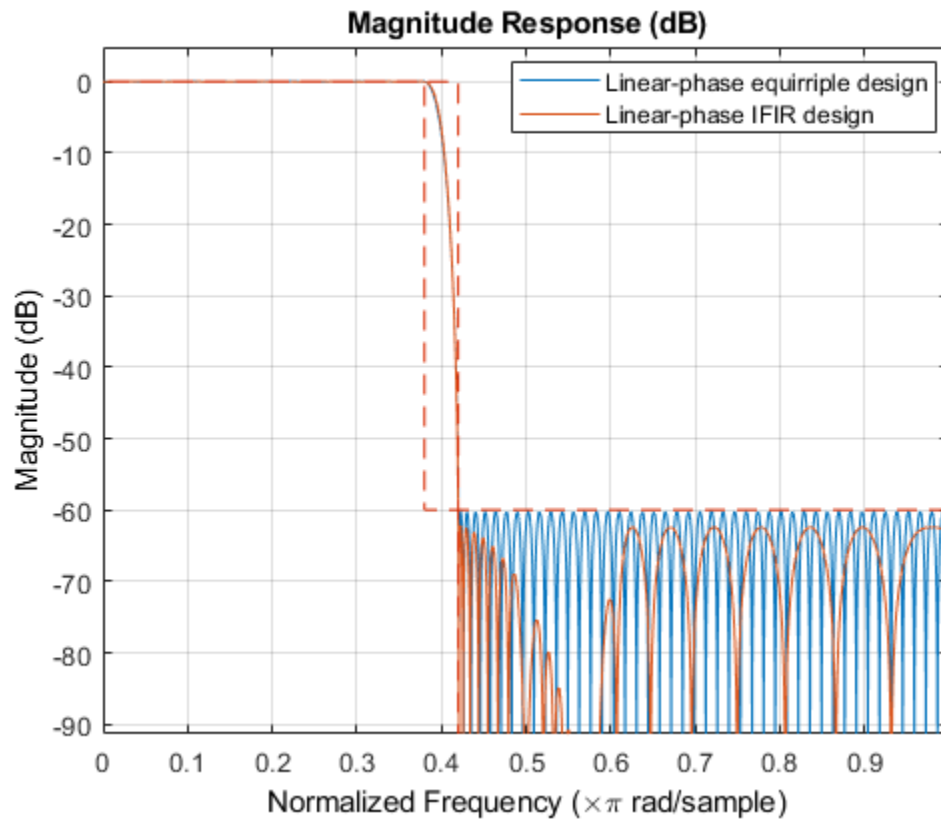 Magnitude Response (dB)
Linear-phase equirriple design
Linear-phase IFIR design
Magnitude (dB)
0
-10
-20
-30
-40
-50
-60
-70
-80
-90
0 0.1 0.2 0.3 0.4 0.5 0.6 0.7 0.8 0.9
Normalized Frequency (×π rad/sample)